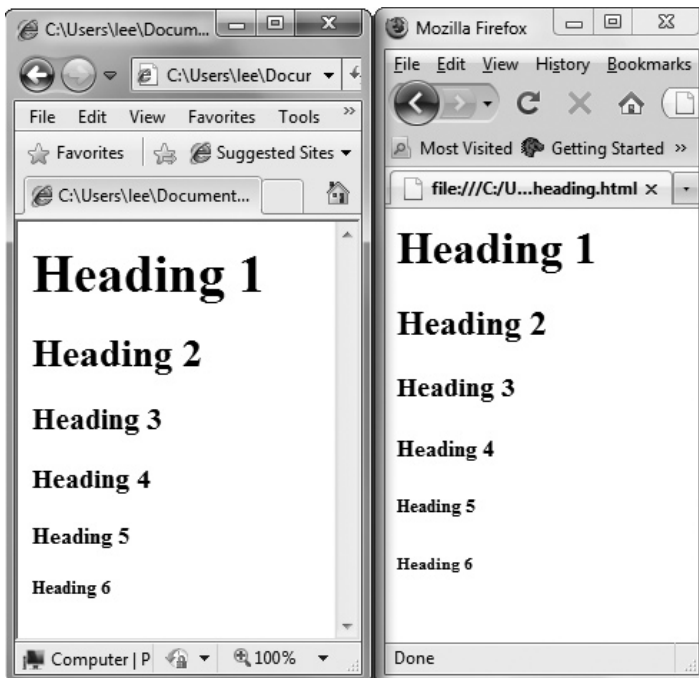 C:\Users\lee\Docum...
C:\Users\lee\Docur
File Edit View Favorites Tools »
Favorites Suggested Sites
C:\Users\lee\Document...
Heading 1
Heading 2
Heading 3
Heading 4
Heading 5
Heading 6
Computer | P 100%
Mozilla Firefox
File Edit View History Bookmarks
Most Visited Getting Started »
file:///C:/U...heading.html
Heading 1
Heading 2
Heading 3
Heading 4
Heading 5
Heading 6
Done